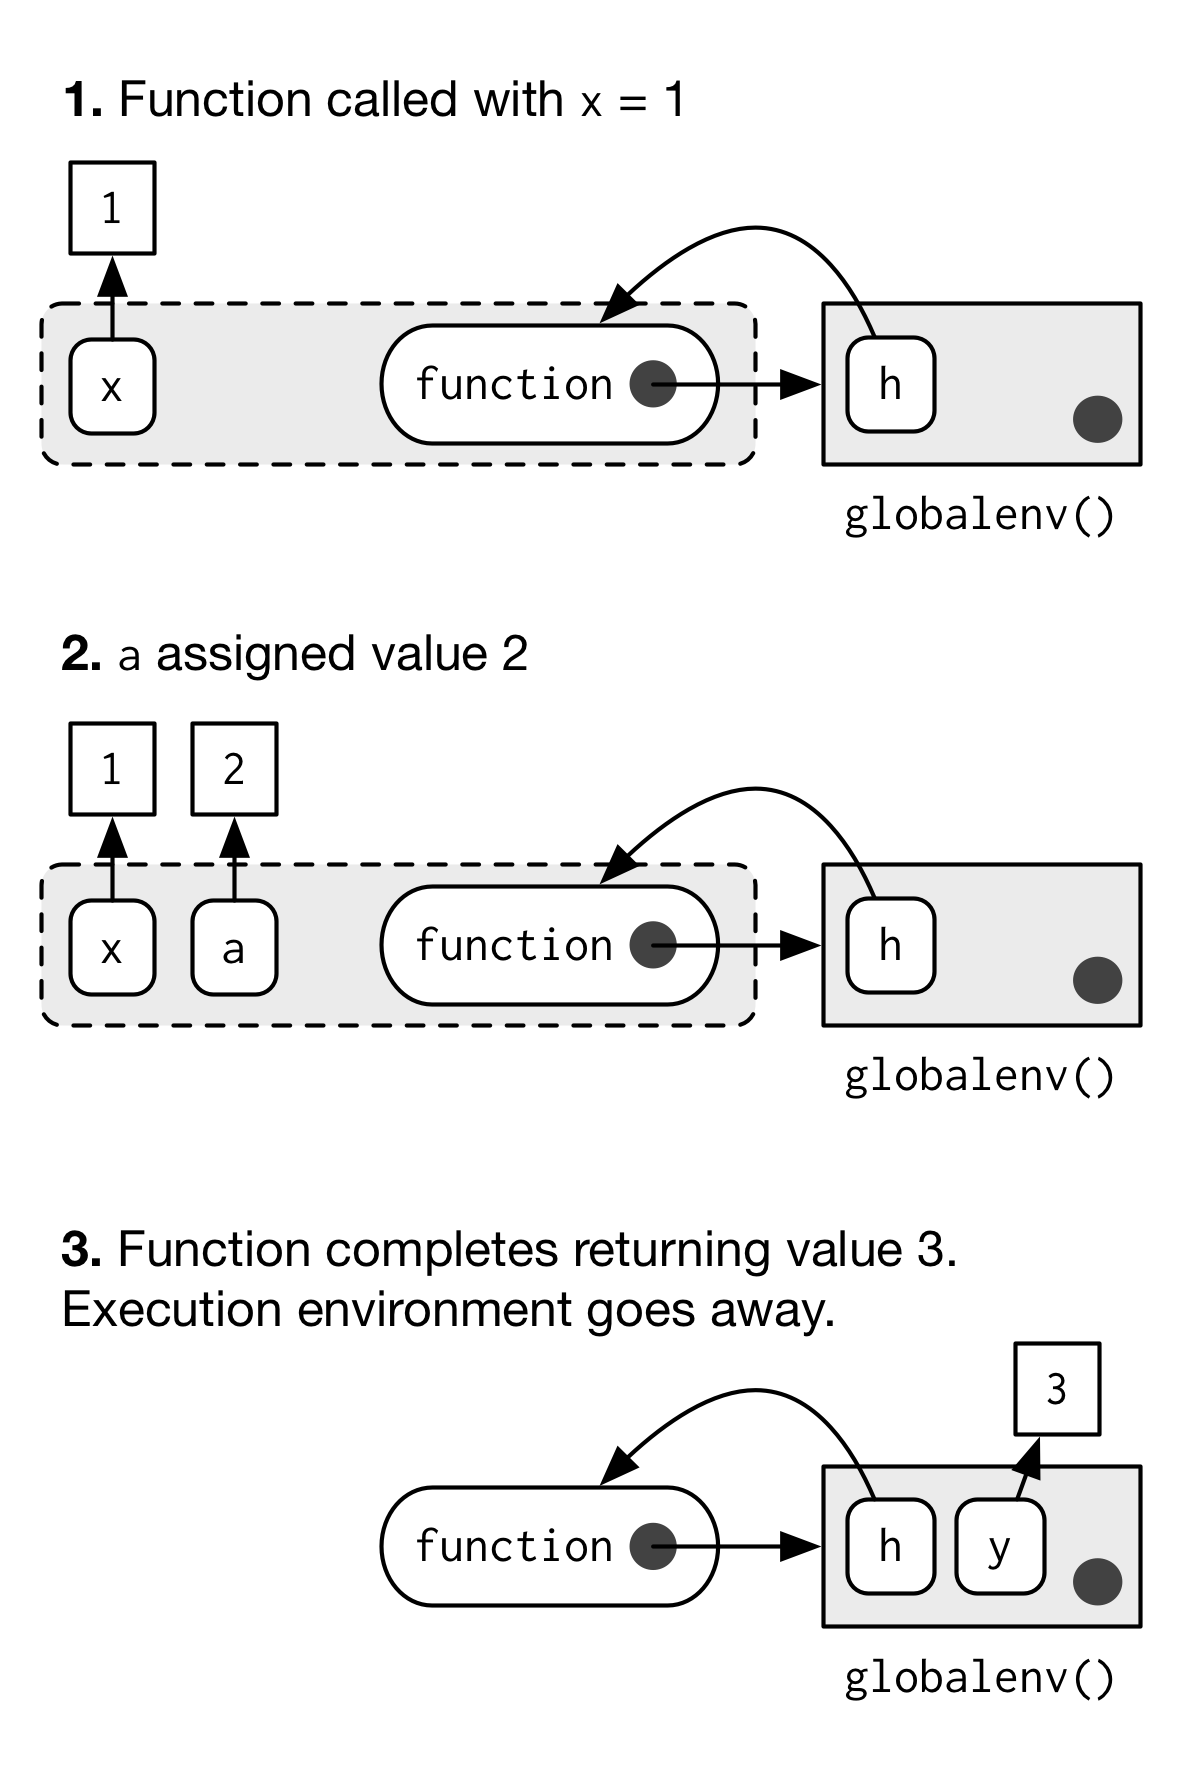 1. Function called with x = 1
1
x
function
h
globalenv()
2. a assigned value 2
1 2
x a
function
h
globalenv()
3. Function completes returning value 3.
Execution environment goes away.
3
function
h y
globalenv()